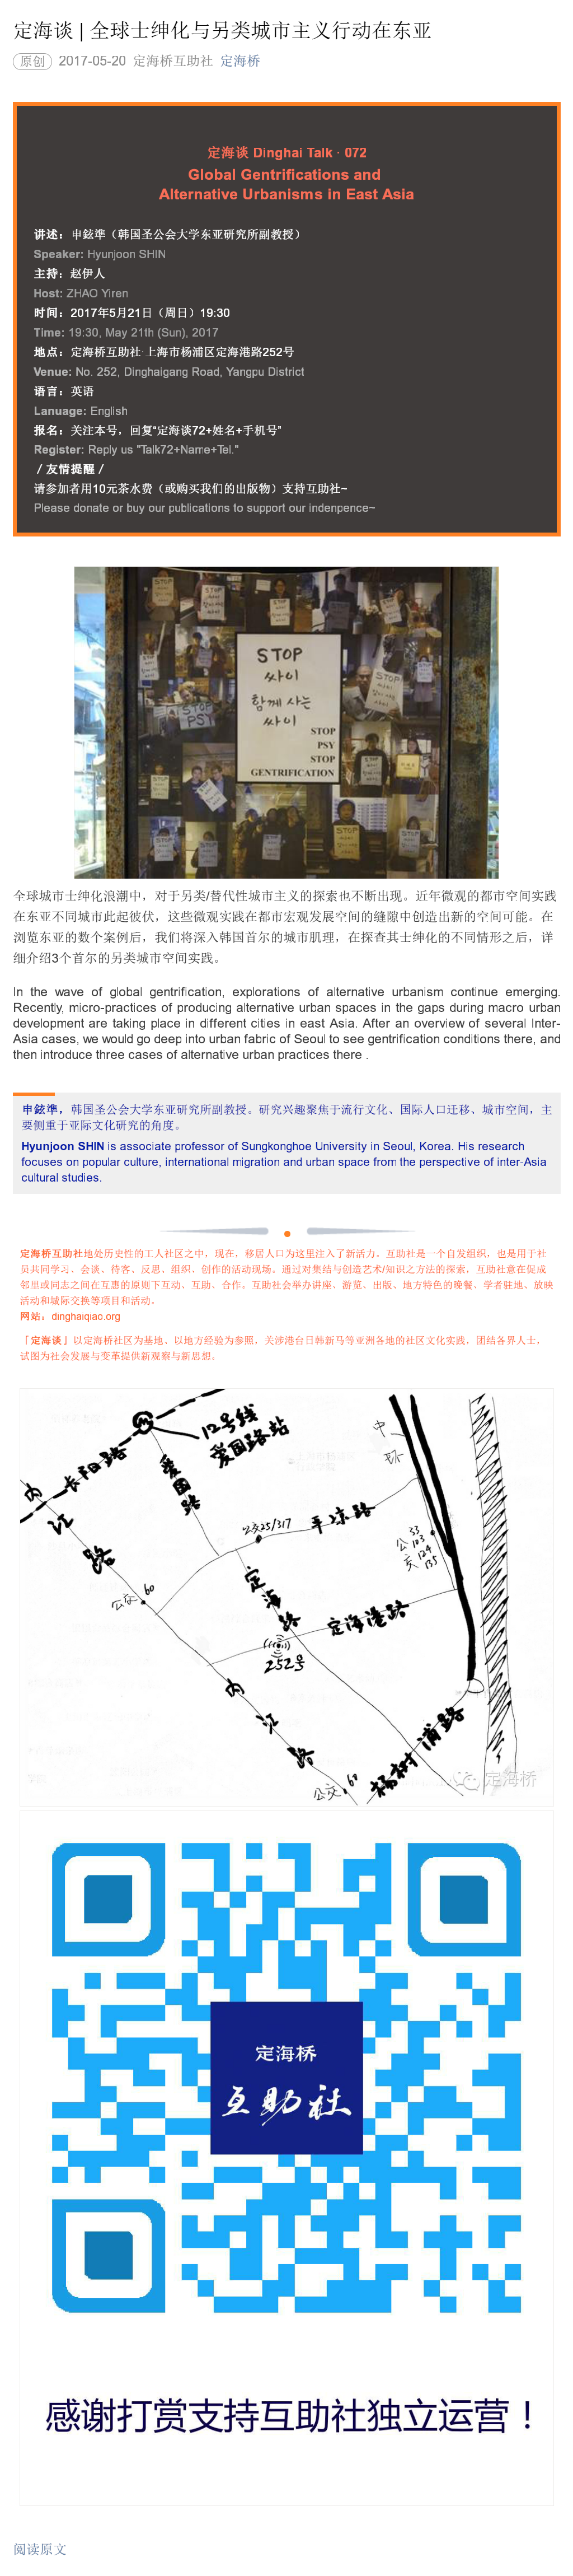 定海谈 | 全球士绅化与另类城市主义行动在东亚
原创 2017-05-20 定海桥互助社 定海桥
定海谈 Dinghai Talk · 072
Global Gentrifications and
Alternative Urbanisms in East Asia
讲述：申鉉準（韩国圣公会大学东亚研究所副教授）
Speaker: Hyunjoon SHIN
主持：赵伊人
Host: ZHAO Yiren
时间：2017年5月21日（周日）19:30
Time: 19:30, May 21th (Sun), 2017
地点：定海桥互助社·上海市杨浦区定海港路252号
Venue: No. 252, Dinghaigang Road, Yangpu District
语言：英语
Lanuage: English
报名：关注本号，回复"定海谈72+姓名+手机号"
Register: Reply us "Talk72+Name+Tel."
/ 友情提醒 /
请参加者用10元茶水费（或购买我们的出版物）支持互助社~
Please donate or buy our publications to support our indenpence~
STOP
싸이
함께 사는
싸이
STOP
PSY
STOP
GENTRIFICATION
STOP
PSY
全球城市士绅化浪潮中，对于另类/替代性城市主义的探索也不断出现。近年微观的都市空间实践
在东亚不同城市此起彼伏，这些微观实践在都市宏观发展空间的缝隙中创造出新的空间可能。在
浏览东亚的数个案例后，我们将深入韩国首尔的城市肌理，在探查其士绅化的不同情形之后，详
细介绍3个首尔的另类城市空间实践。
In the wave of global gentrification, explorations of alternative urbanism continue emerging.
Recently, micro-practices of producing alternative urban spaces in the gaps during macro urban
development are taking place in different cities in east Asia. After an overview of several Inter-
Asia cases, we would go deep into urban fabric of Seoul to see gentrification conditions there, and
then introduce three cases of alternative urban practices there .
申鉉準，韩国圣公会大学东亚研究所副教授。研究兴趣聚焦于流行文化、国际人口迁移、城市空间，主
要侧重于亚际文化研究的角度。
Hyunjoon SHIN is associate professor of Sungkonghoe University in Seoul, Korea. His research
focuses on popular culture, international migration and urban space from the perspective of inter-Asia
cultural studies.
定海桥互助社地处历史性的工人社区之中，现在，移居人口为这里注入了新活力。互助社是一个自发组织，也是用于社
员共同学习、会谈、待客、反思、组织、创作的活动现场。通过对集结与创造艺术/知识之方法的探索，互助社意在促成
邻里或同志之间在互惠的原则下互动、互助、合作。互助社会举办讲座、游览、出版、地方特色的晚餐、学者驻地、放映
活动和城际交换等项目和活动。
网站：dinghaiqiao.org
「定海谈」以定海桥社区为基地、以地方经验为参照，关涉港台日韩新马等亚洲各地的社区文化实践，团结各界人士，
试图为社会发展与变革提供新观察与新思想。
12号线
爱国路站
长阳路
爱国路
内江路
中环
公交25/317
平凉路
公交
33
103
124
135
公交60
定海路
定海港路
252号
内江路
公交60
杨树浦路
定海桥
定海桥
互助社
感谢打赏支持互助社独立运营！
阅读原文